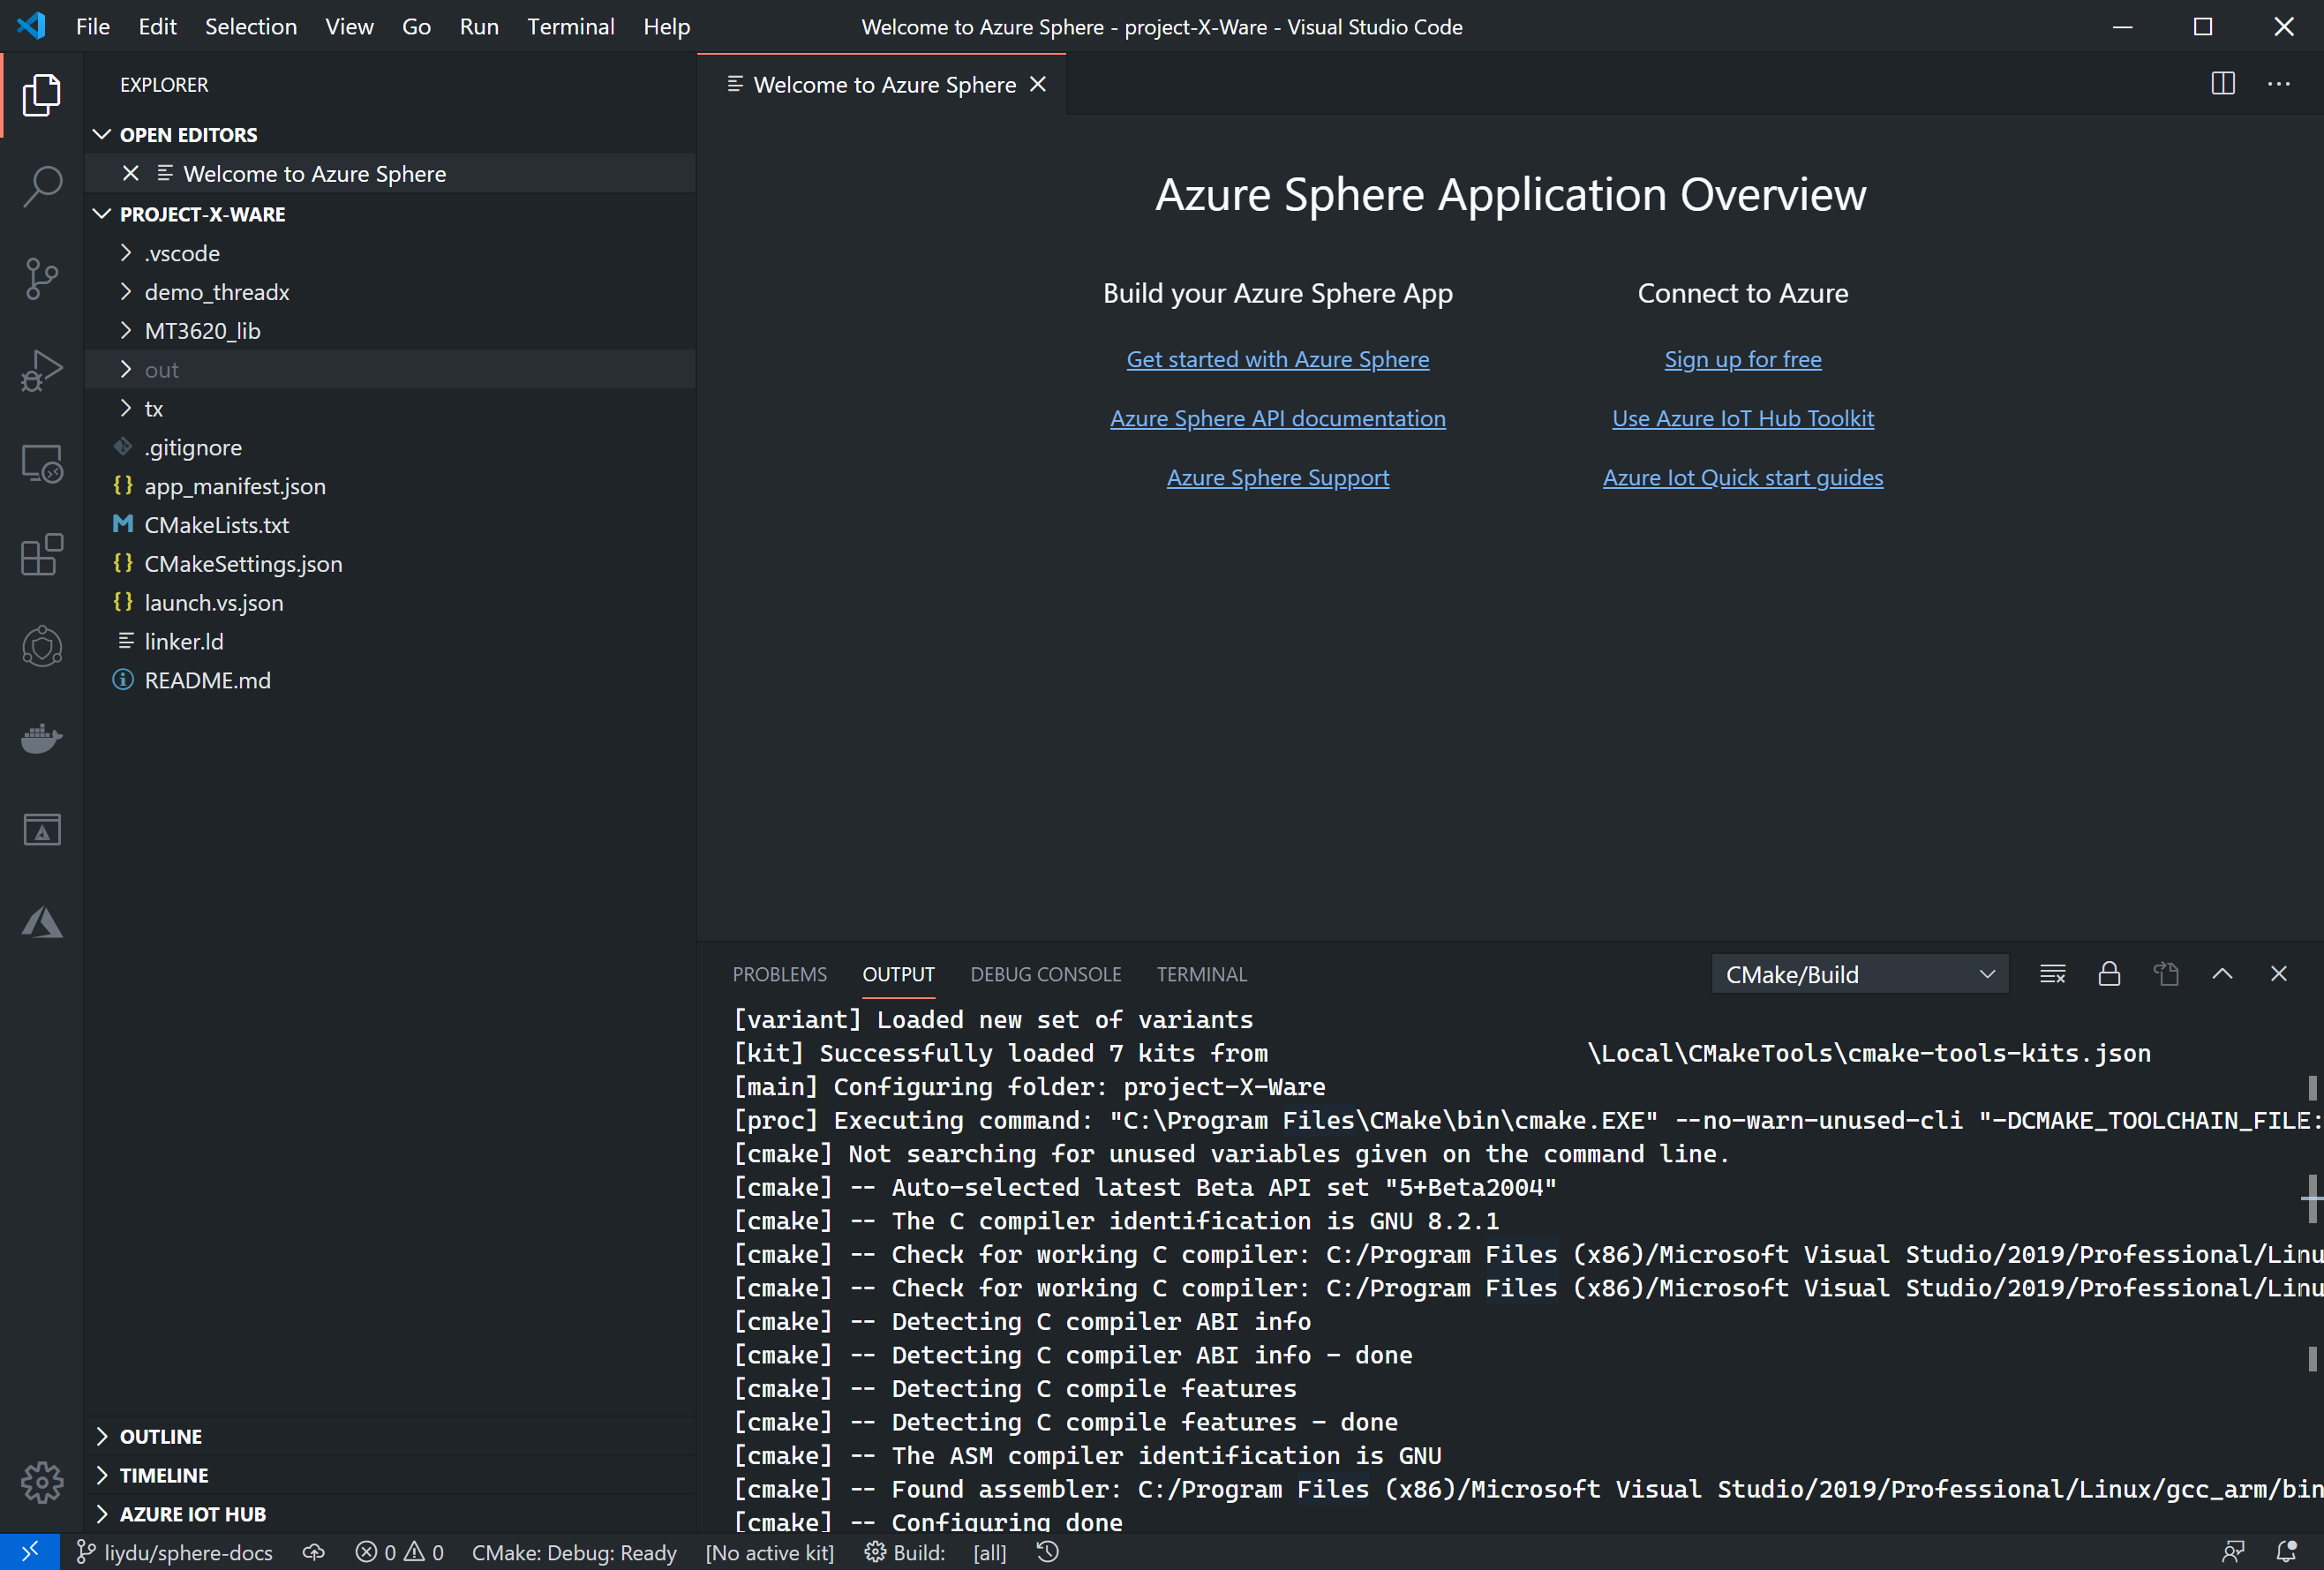 File Edit Selection View Go Run Terminal Help Welcome to Azure Sphere - project-X-Ware - Visual Studio Code
EXPLORER
OPEN EDITORS
Welcome to Azure Sphere
PROJECT-X-WARE
.vscode
demo_threadx
MT3620_lib
out
tx
.gitignore
app_manifest.json
CMakeLists.txt
CMakeSettings.json
launch.vs.json
linker.ld
README.md
OUTLINE
TIMELINE
AZURE IOT HUB
Welcome to Azure Sphere
Azure Sphere Application Overview
Build your Azure Sphere App
Get started with Azure Sphere
Azure Sphere API documentation
Azure Sphere Support
Connect to Azure
Sign up for free
Use Azure IoT Hub Toolkit
Azure Iot Quick start guides
PROBLEMS OUTPUT DEBUG CONSOLE TERMINAL CMake/Build
[variant] Loaded new set of variants
[kit] Successfully loaded 7 kits from \Local\CMakeTools\cmake-tools-kits.json
[main] Configuring folder: project-X-Ware
[proc] Executing command: "C:\Program Files\CMake\bin\cmake.EXE" --no-warn-unused-cli "-DCMAKE_TOOLCHAIN_FILE:
[cmake] Not searching for unused variables given on the command line.
[cmake] -- Auto-selected latest Beta API set "5+Beta2004"
[cmake] -- The C compiler identification is GNU 8.2.1
[cmake] -- Check for working C compiler: C:/Program Files (x86)/Microsoft Visual Studio/2019/Professional/Linu
[cmake] -- Check for working C compiler: C:/Program Files (x86)/Microsoft Visual Studio/2019/Professional/Linu
[cmake] -- Detecting C compiler ABI info
[cmake] -- Detecting C compiler ABI info - done
[cmake] -- Detecting C compile features
[cmake] -- Detecting C compile features - done
[cmake] -- The ASM compiler identification is GNU
[cmake] -- Found assembler: C:/Program Files (x86)/Microsoft Visual Studio/2019/Professional/Linux/gcc_arm/bin
[cmake] -- Configuring done
liydu/sphere-docs 0 0 CMake: Debug: Ready [No active kit] Build: [all]